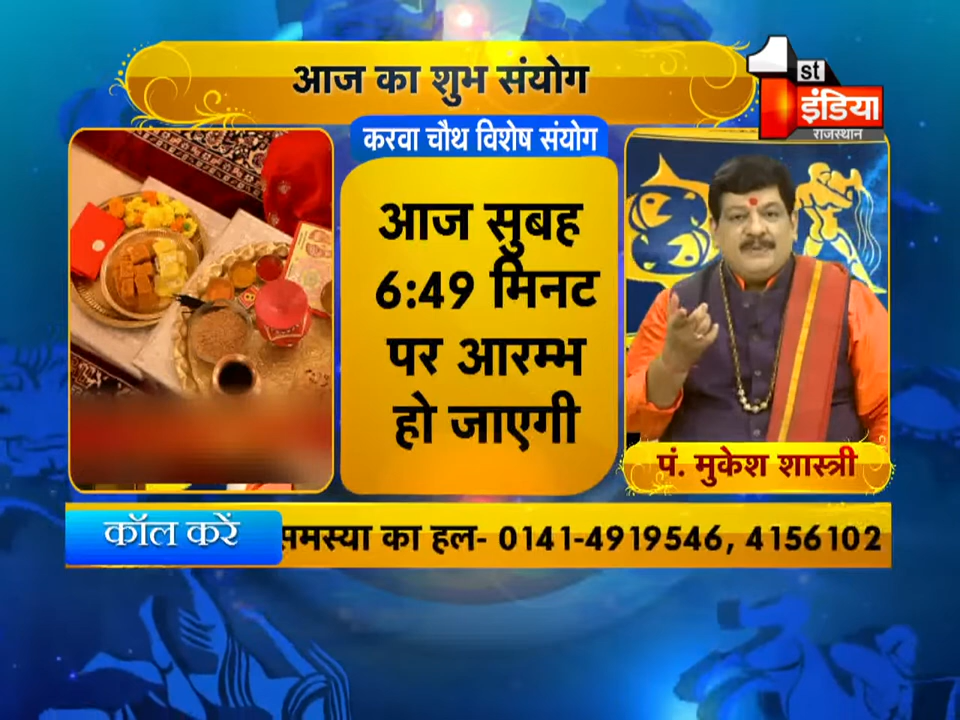 आज का शुभ संयोग
1st
इंडिया
राजस्थान
करवा चौथ विशेष संयोग
आज सुबह
6:49 मिनट
पर आरम्भ
हो जाएगी
पं. मुकेश शास्त्री
कॉल करें
समस्या का हल- 0141-4919546, 4156102